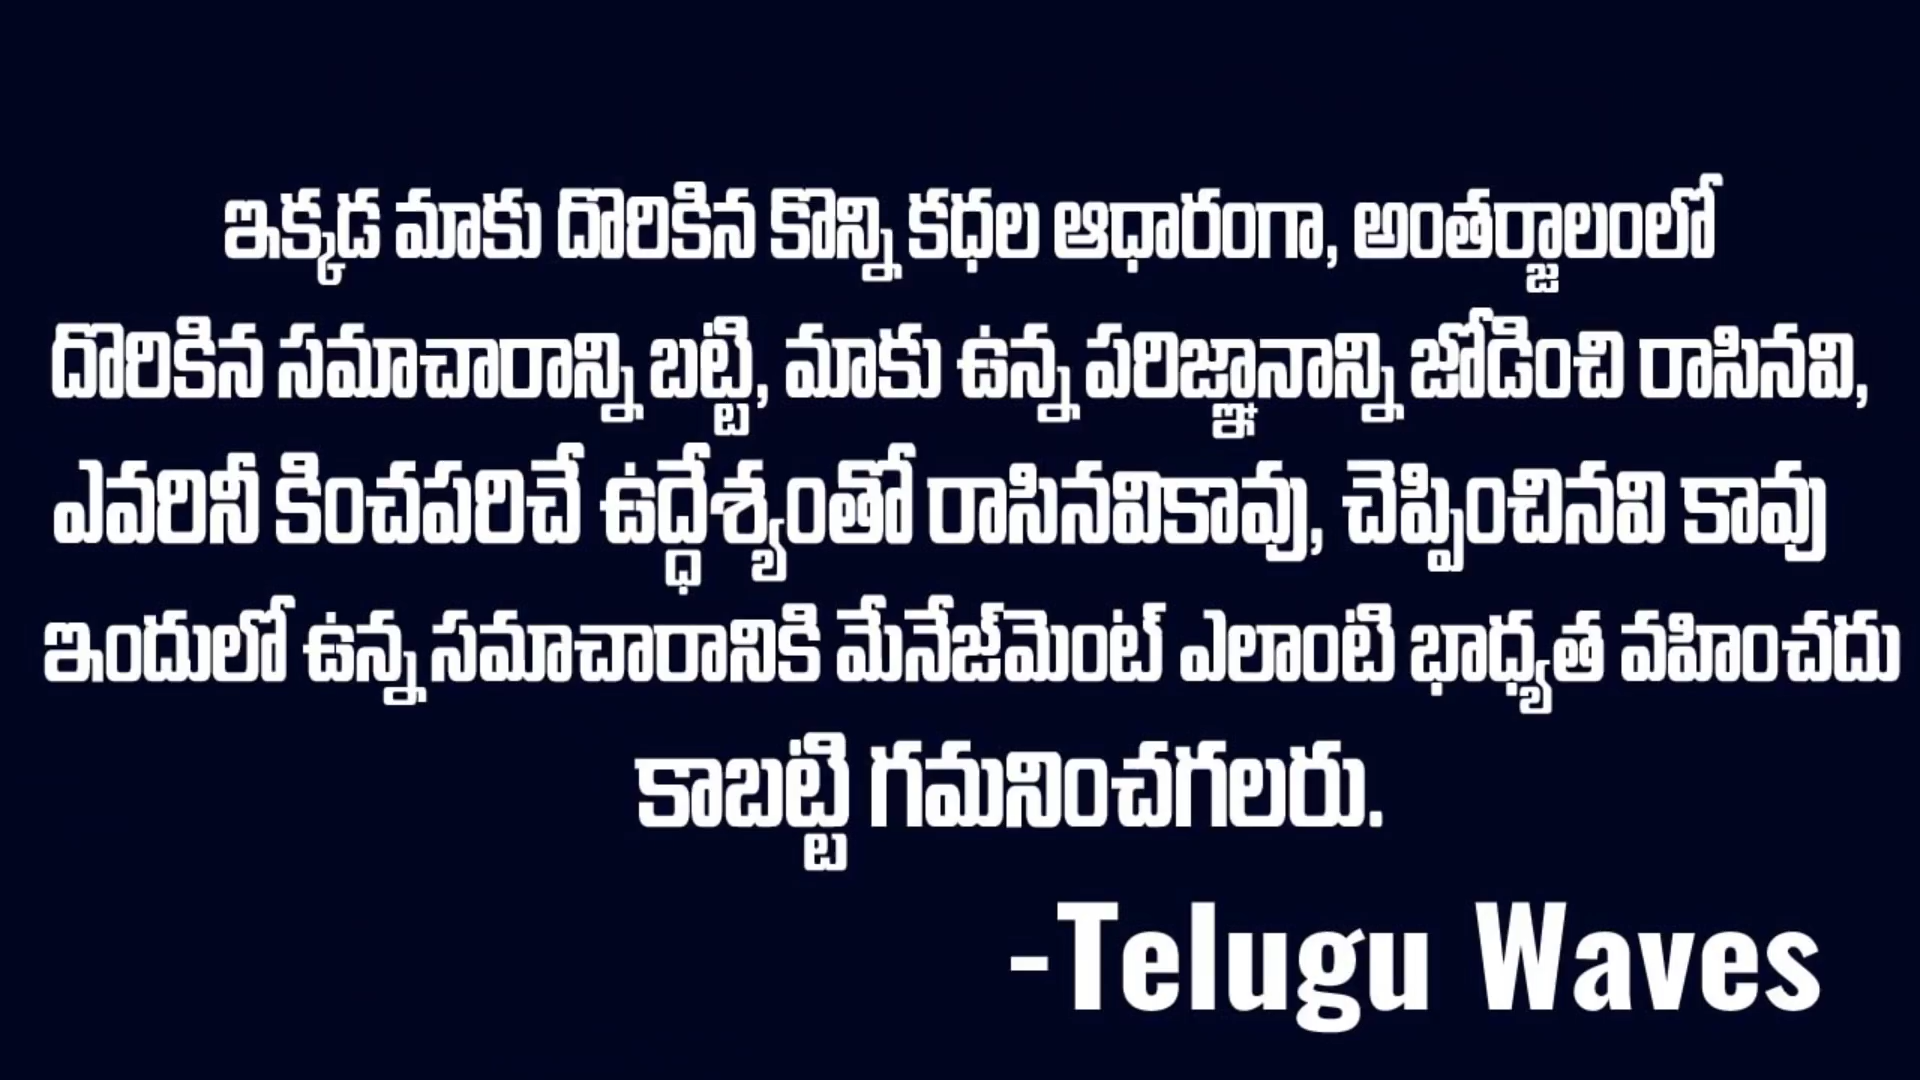 ఇక్కడ మాకు దొరికిన కొన్ని కధల ఆధారంగా, అంతర్జాలంలో
దొరికిన సమాచారాన్ని బట్టి, మాకు ఉన్న పరిజ్ఞానాన్ని జోడించి రాసినవి,
ఎవరినీ కించపరిచే ఉద్ధేశ్యంతో రాసినవికావు, చెప్పించినవి కావు
ఇందులో ఉన్న సమాచారానికి మేనేజ్‌మెంట్ ఎలాంటి భాధ్యత వహించదు
కాబట్టి గమనించగలరు.
-Telugu Waves